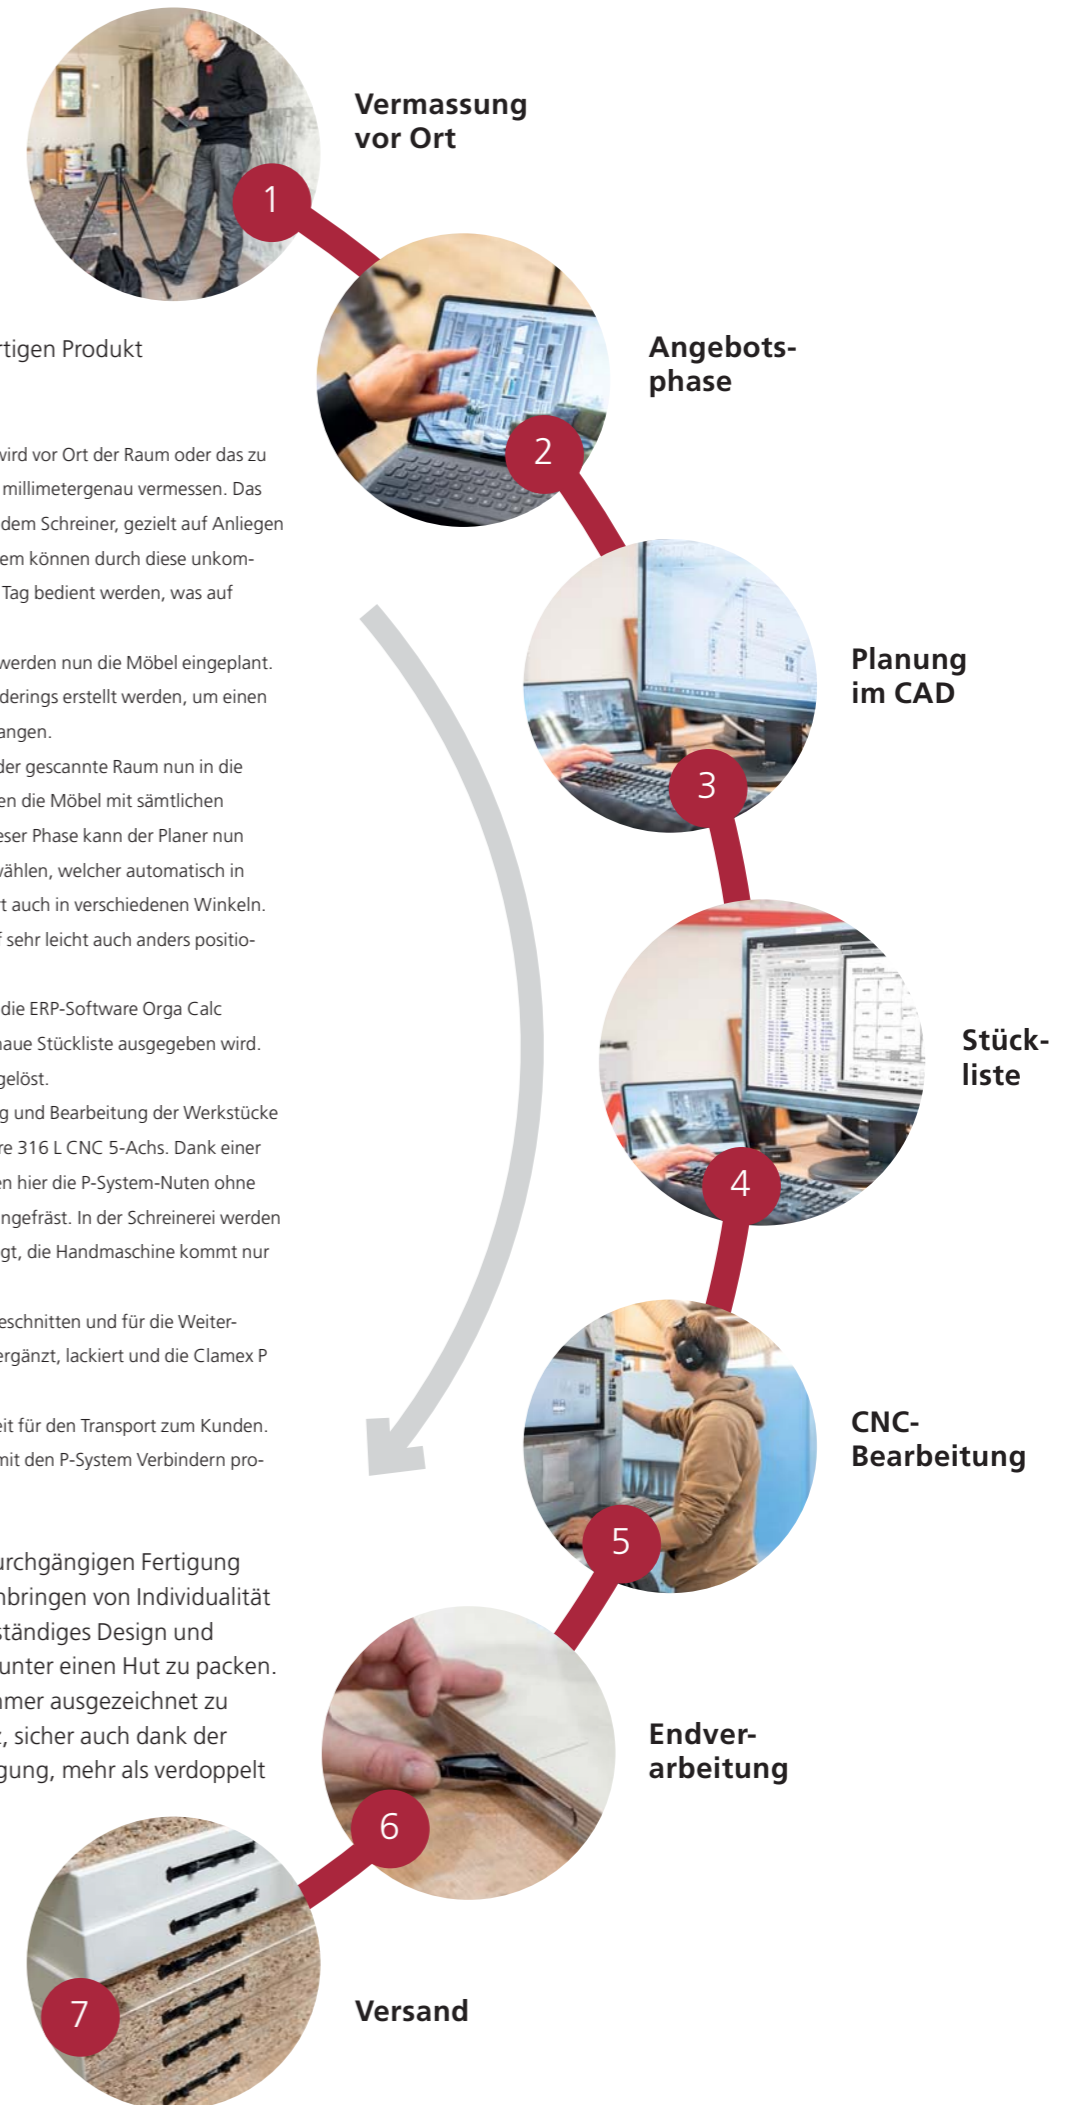 Vermassung
vor Ort
1
rtigen Produkt
2
Angebots-
phase
wird vor Ort der Raum oder das zu
millimetergenau vermessen. Das
dem Schreiner, gezielt auf Anliegen
em können durch diese unkom-
Tag bedient werden, was auf
werden nun die Möbel eingeplant.
derings erstellt werden, um einen
angen.
der gescannte Raum nun in die
en die Möbel mit sämtlichen
eser Phase kann der Planer nun
wählen, welcher automatisch in
rt auch in verschiedenen Winkeln.
f sehr leicht auch anders positio-
3
Planung
im CAD
die ERP-Software Orga Calc
naue Stückliste ausgegeben wird.
gelöst.
g und Bearbeitung der Werkstücke
re 316 L CNC 5-Achs. Dank einer
en hier die P-System-Nuten ohne
ngefräst. In der Schreinerei werden
gt, die Handmaschine kommt nur
4
Stück-
liste
eschnitten und für die Weiter-
ergänzt, lackiert und die Clamex P
eit für den Transport zum Kunden.
mit den P-System Verbindern pro-
5
CNC-
Bearbeitung
urchgängigen Fertigung
nbringen von Individualität
ständiges Design und
unter einen Hut zu packen.
mmer ausgezeichnet zu
z, sicher auch dank der
gung, mehr als verdoppelt
6
Endver-
arbeitung
7
Versand